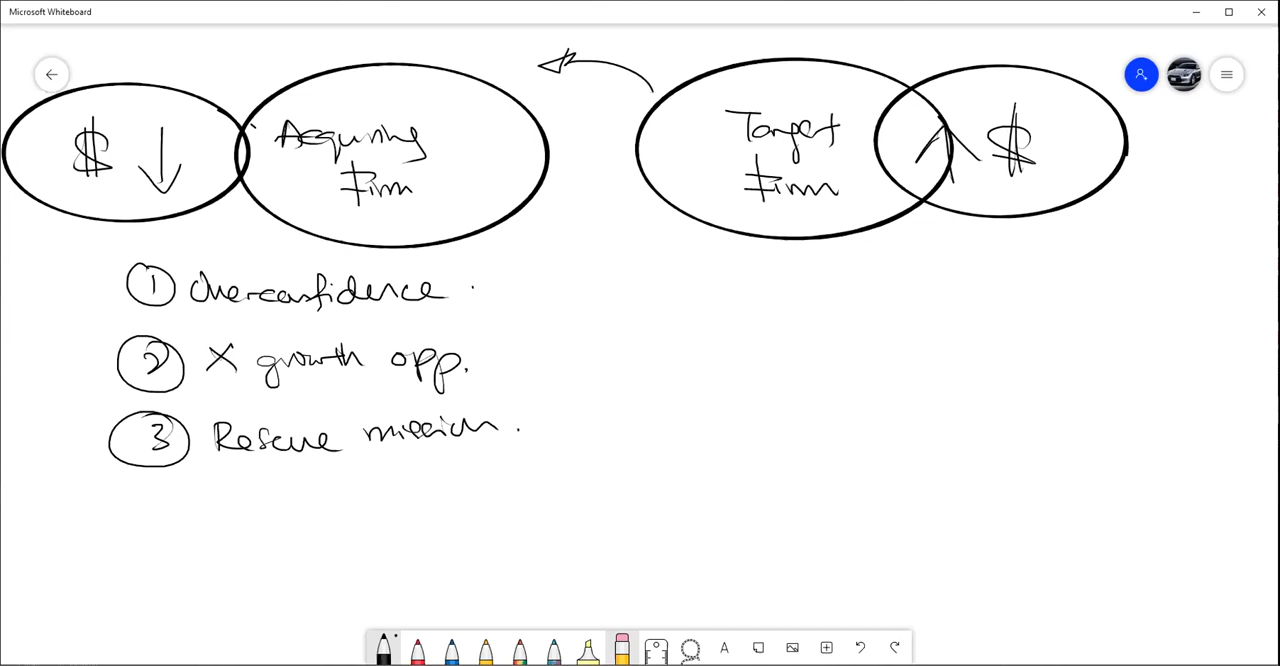 Microsoft Whiteboard
$ ↓
Acquiring
Firm
Target
Firm
↑ $
① Overconfidence.
② X growth opp.
③ Rescue mission.
A